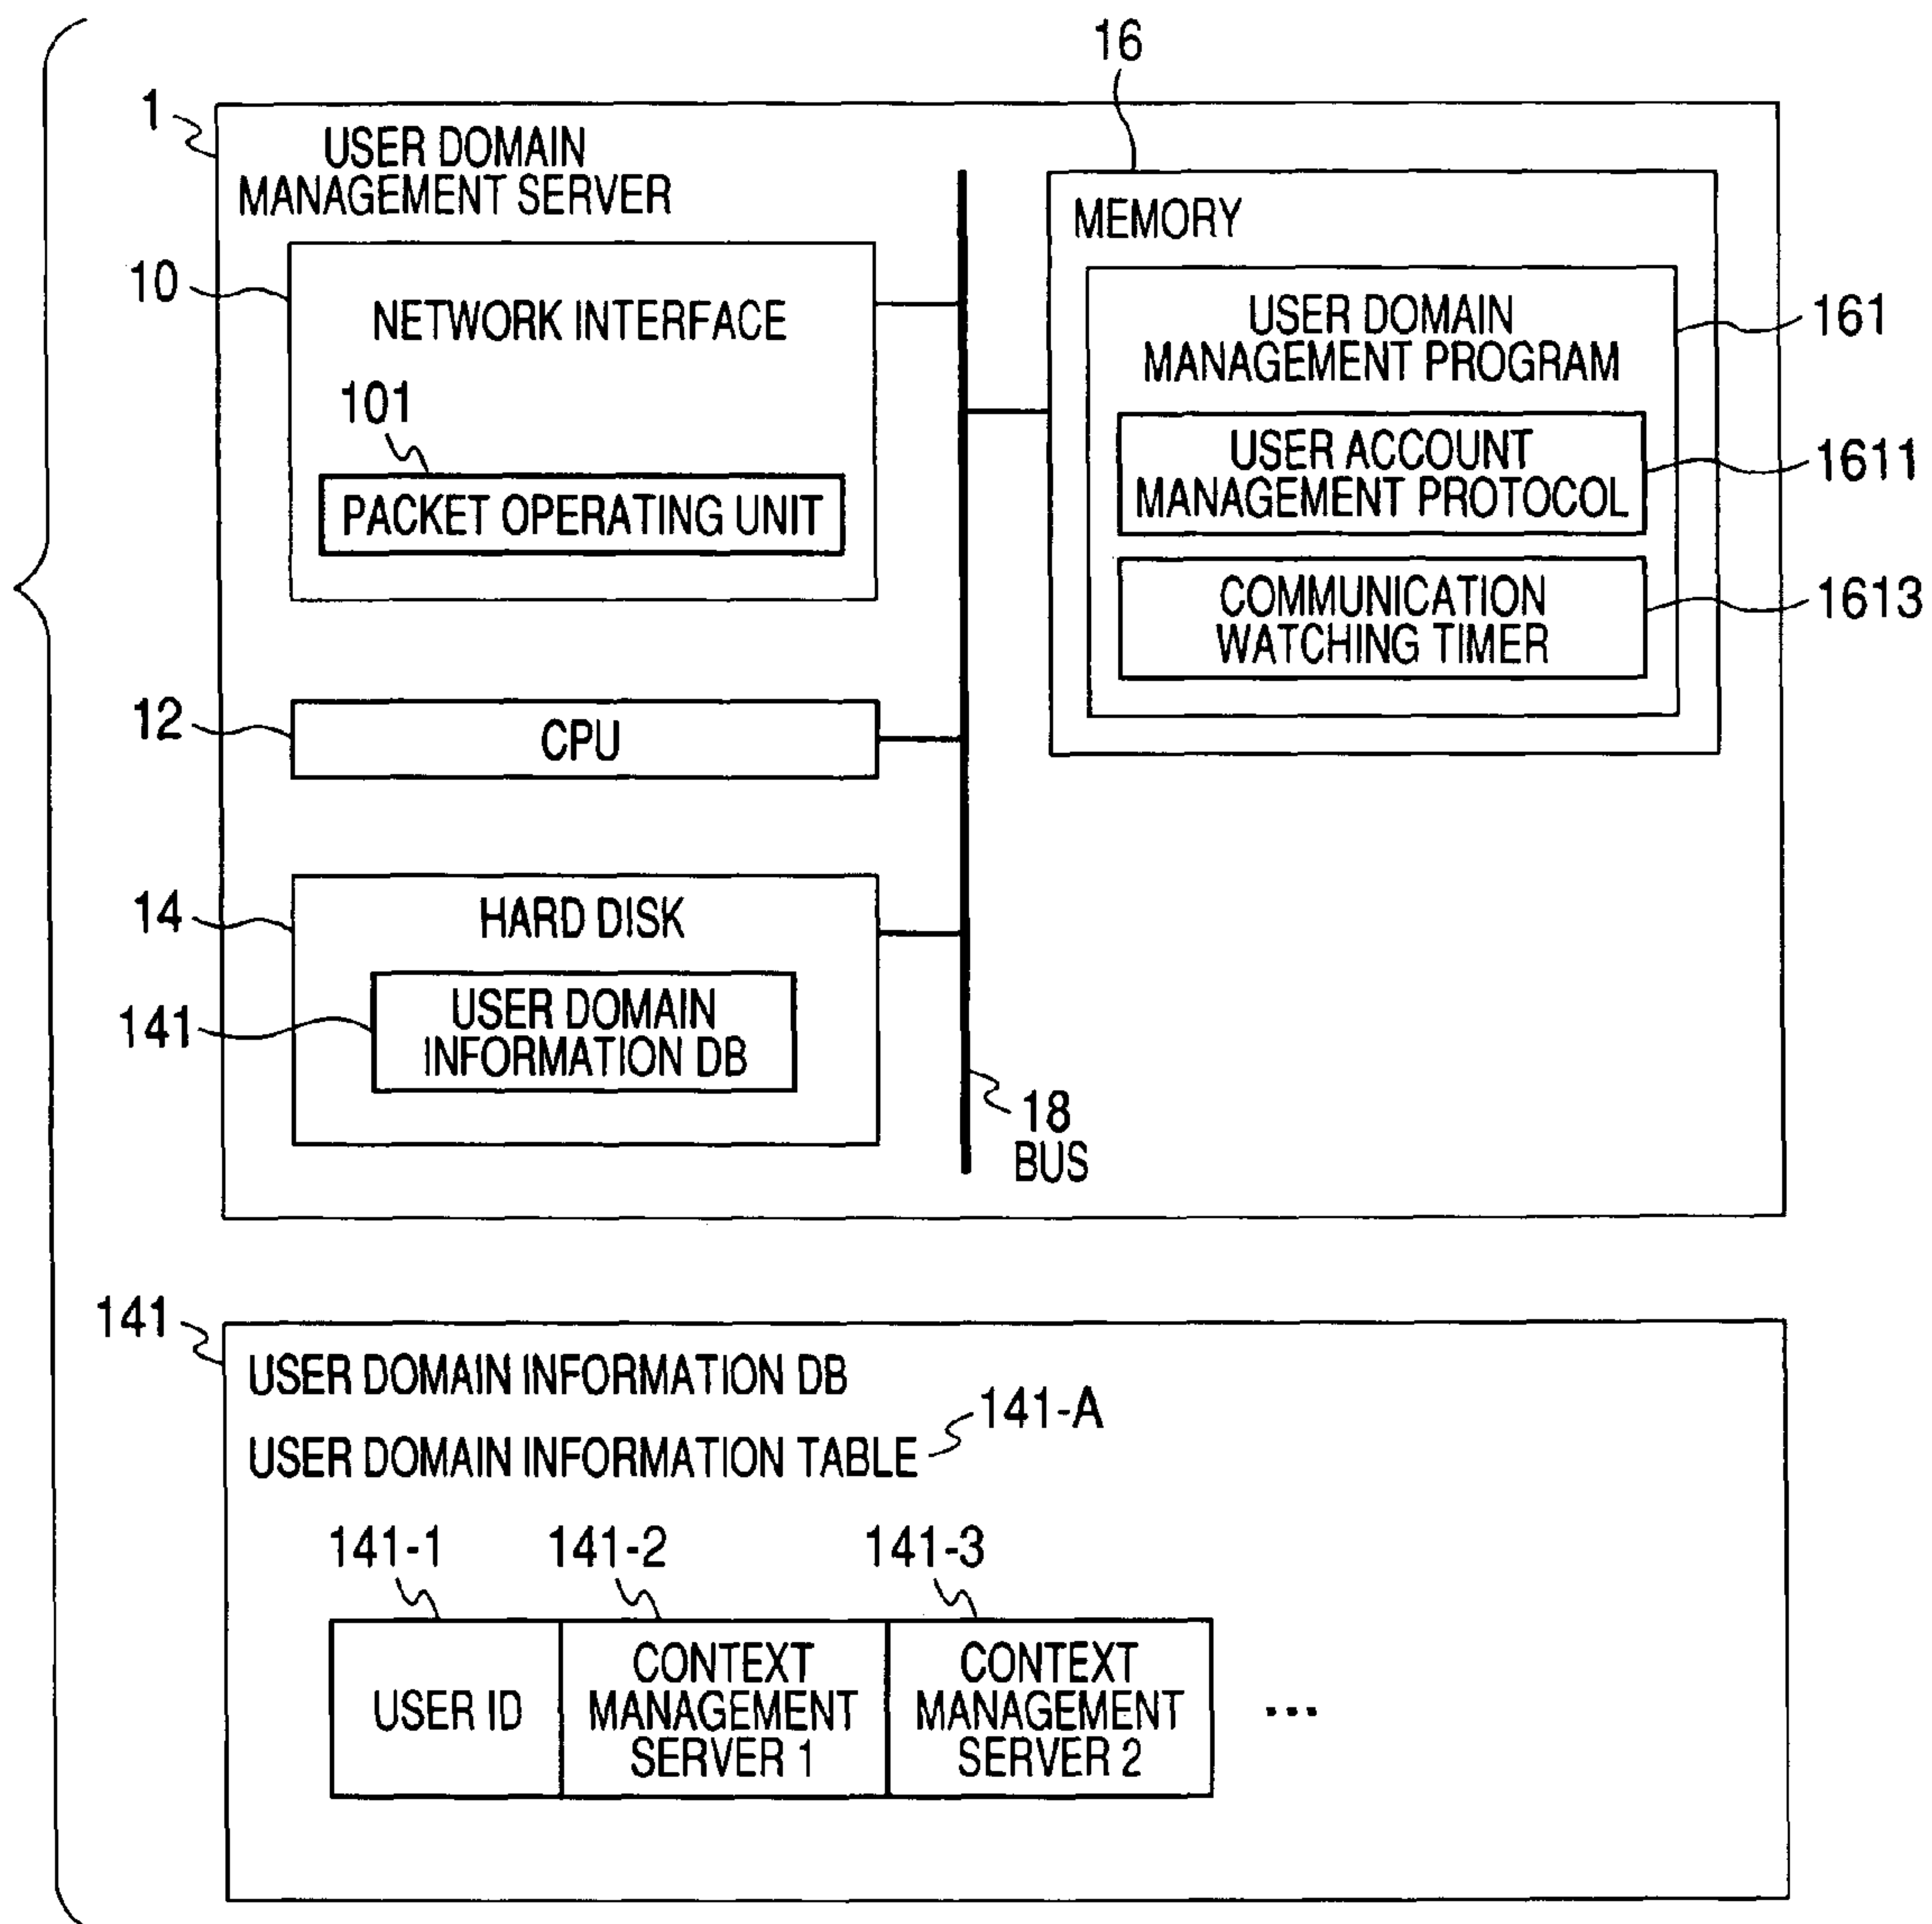 16
1
USER DOMAIN
MANAGEMENT SERVER
MEMORY
10
NETWORK INTERFACE
USER DOMAIN
MANAGEMENT PROGRAM
161
101
PACKET OPERATING UNIT
USER ACCOUNT
MANAGEMENT PROTOCOL
1611
COMMUNICATION
WATCHING TIMER
1613
12
CPU
14
HARD DISK
141
USER DOMAIN
INFORMATION DB
18
BUS
141
USER DOMAIN INFORMATION DB
USER DOMAIN INFORMATION TABLE
141-A
141-1
141-2
141-3
USER ID
CONTEXT
MANAGEMENT
SERVER 1
CONTEXT
MANAGEMENT
SERVER 2
...